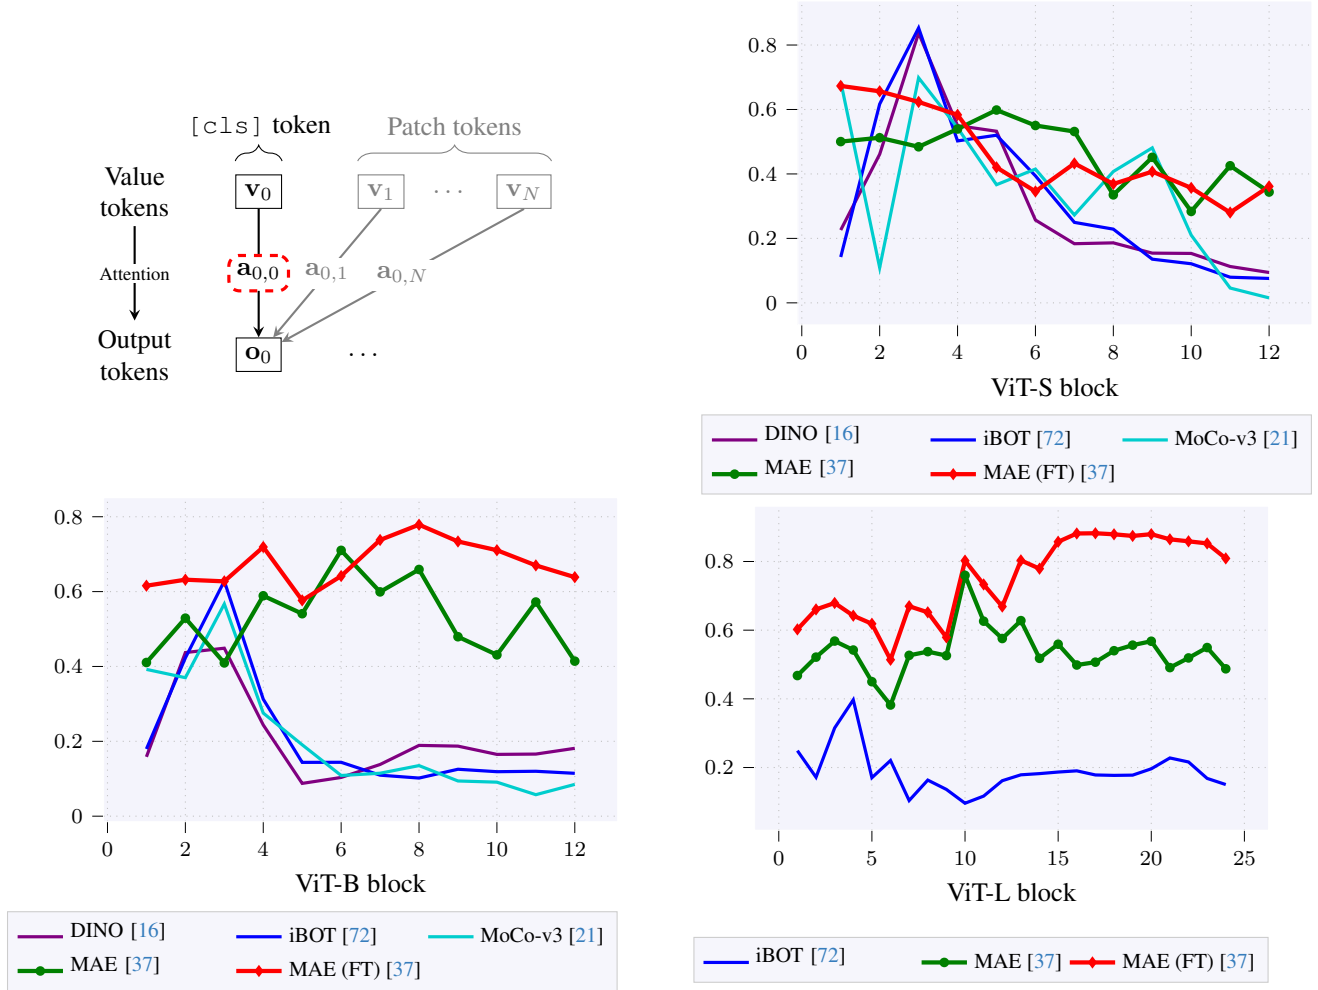 [cls] token
Patch tokens
Value
tokens
v0
v1
· · ·
vN
Attention
a0,0
a0,1
a0,N
Output
tokens
o0
· · ·
0.8
0.6
0.4
0.2
0
0 2 4 6 8 10 12
ViT-S block
DINO [16] iBOT [72] MoCo-v3 [21]
MAE [37] MAE (FT) [37]
0.8
0.6
0.4
0.2
0
0 2 4 6 8 10 12
ViT-B block
DINO [16] iBOT [72] MoCo-v3 [21]
MAE [37] MAE (FT) [37]
0.8
0.6
0.4
0.2
0 5 10 15 20 25
ViT-L block
iBOT [72] MAE [37] MAE (FT) [37]